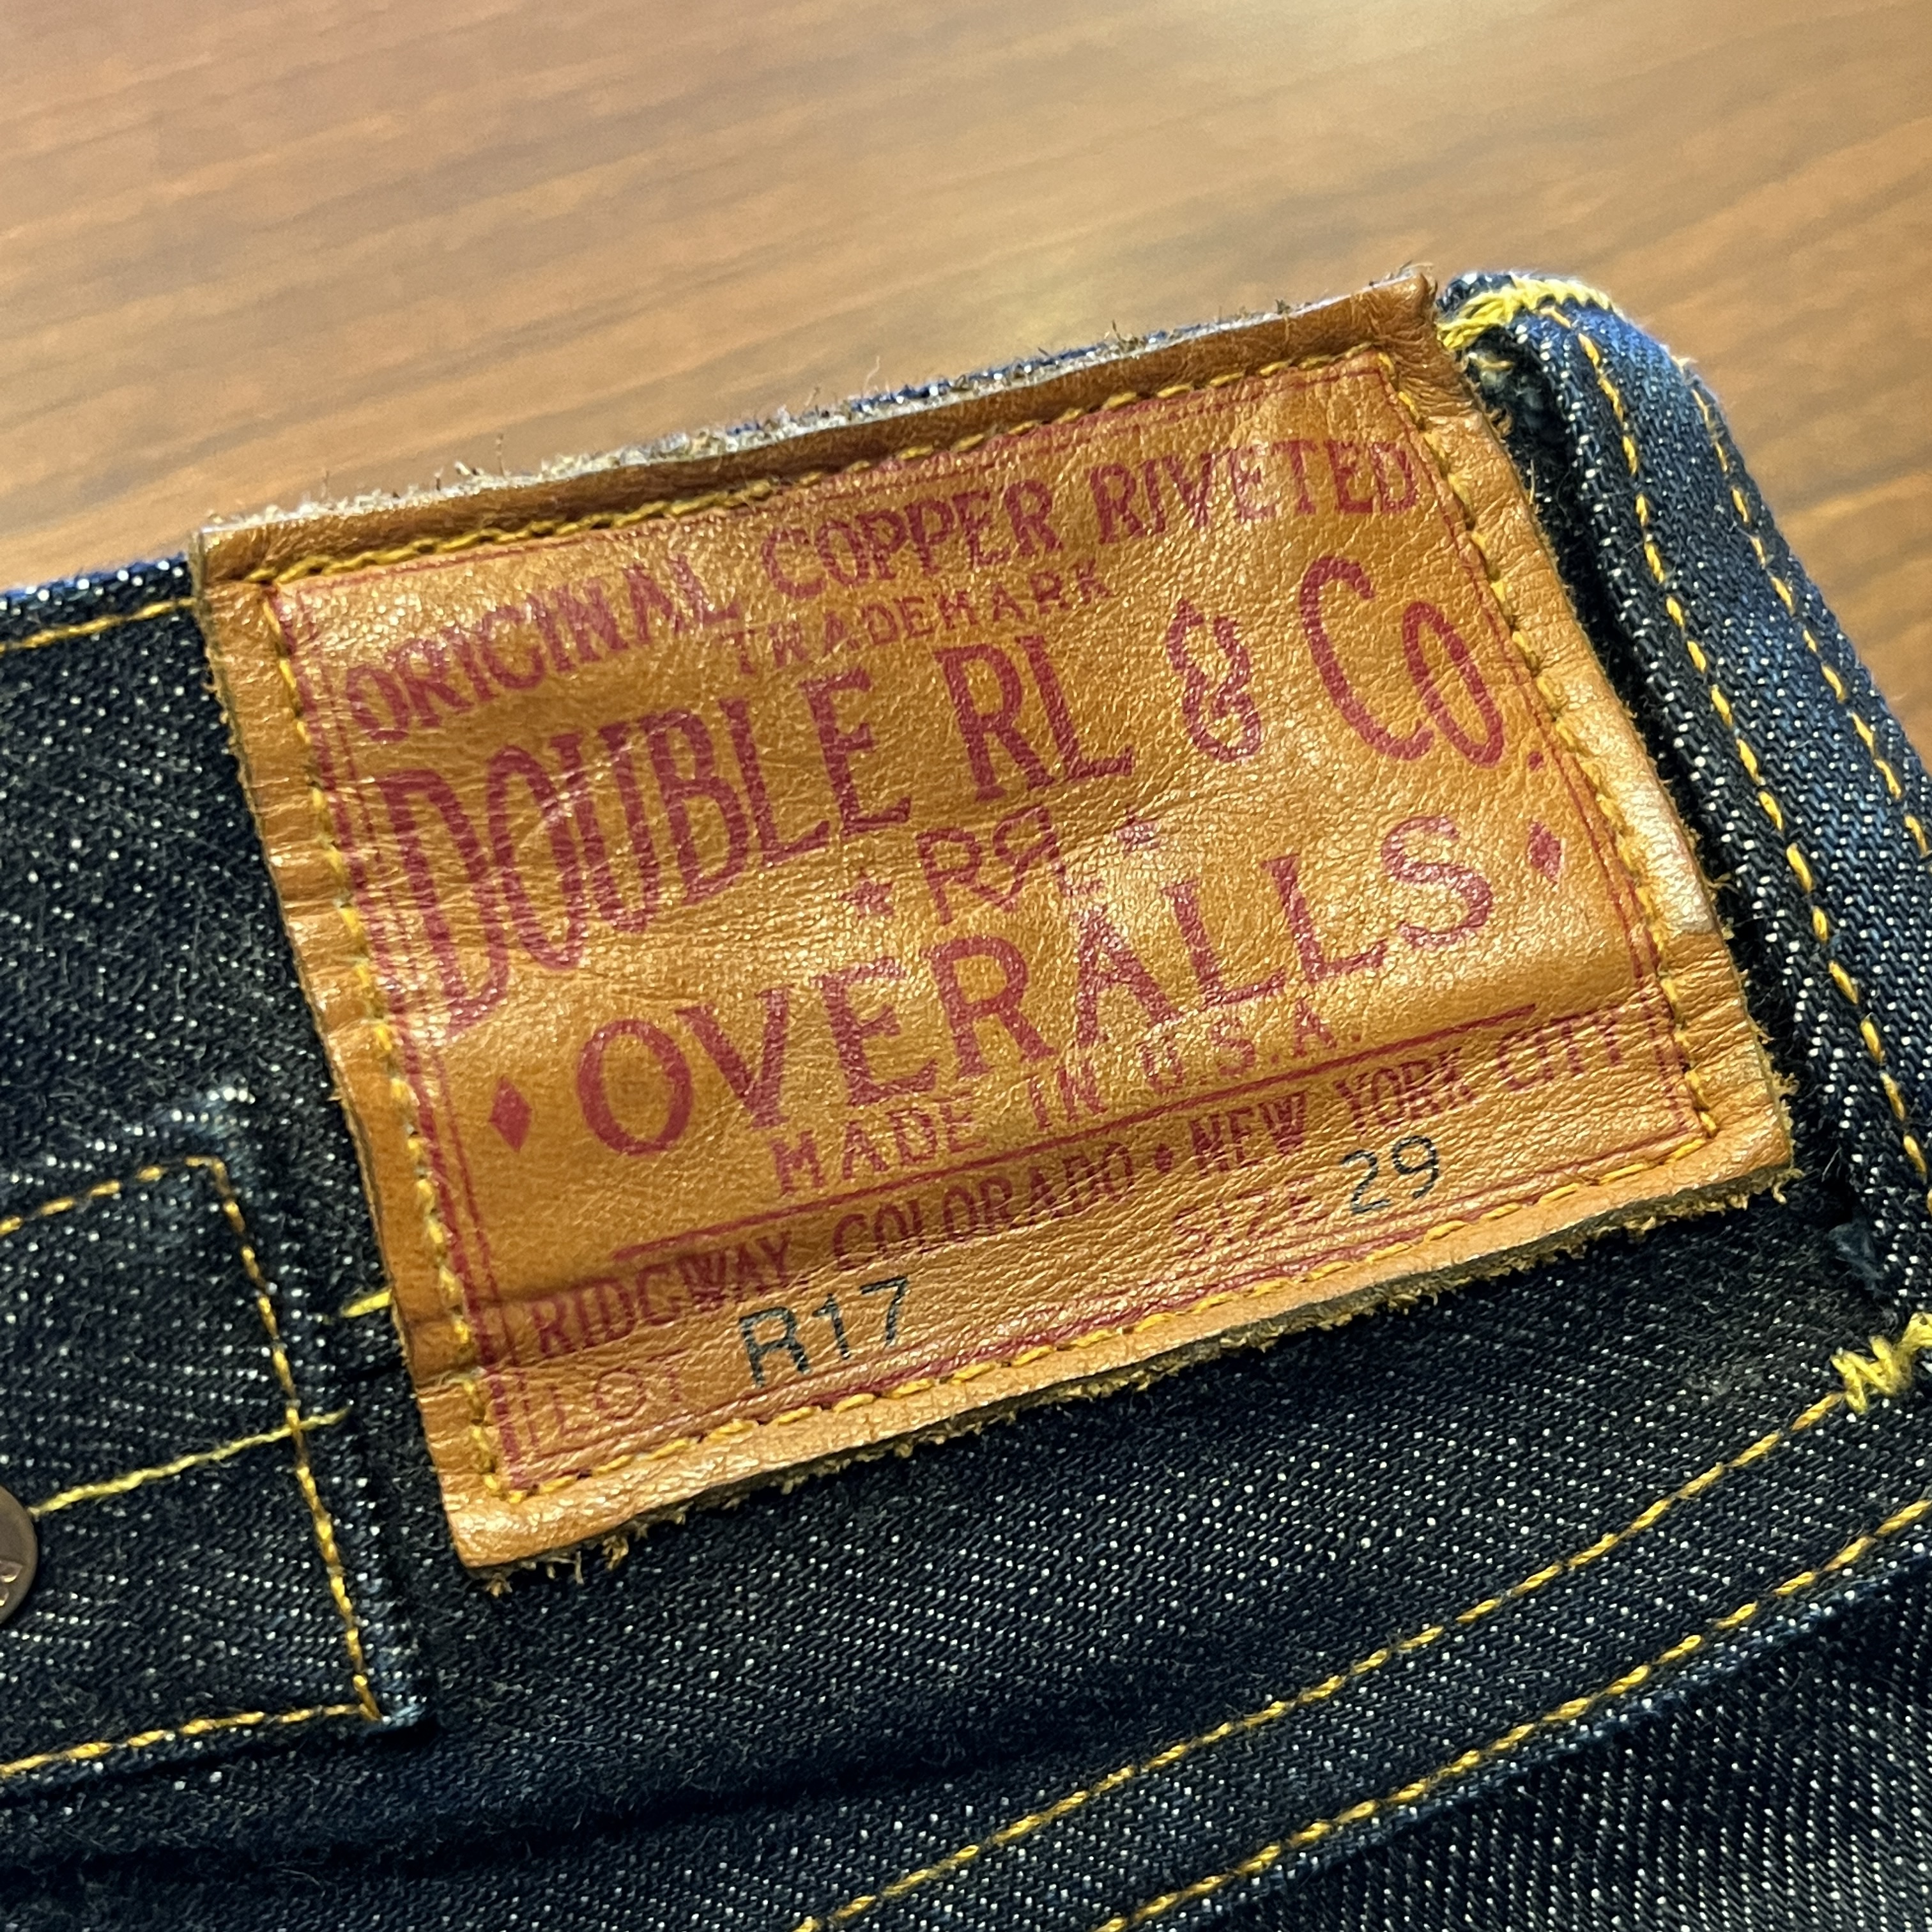 ORIGINAL COPPER RIVETED
TRADEMARK
DOUBLE RL & Co.
RRL
OVERALLS
MADE IN U.S.A.
RIDGWAY, COLORADO • NEW YORK CITY
LOT R17 SIZE 29